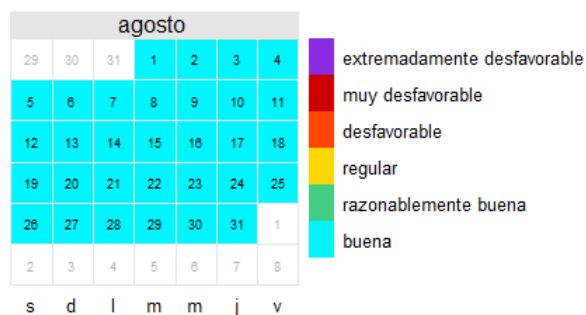 agosto
29 30 31 1 2 3 4
5 6 7 8 9 10 11
12 13 14 15 16 17 18
19 20 21 22 23 24 25
26 27 28 29 30 31 1
2 3 4 5 6 7 8
s d l m m j v
extremadamente desfavorable
muy desfavorable
desfavorable
regular
razonablemente buena
buena